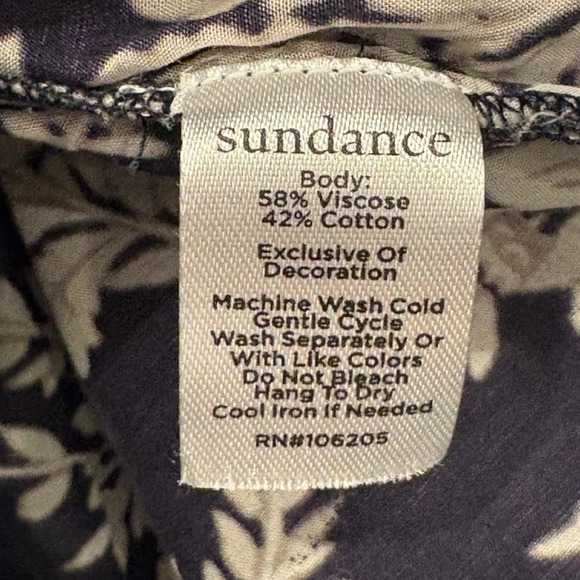 sundance
Body:
58% Viscose
42% Cotton
Exclusive Of
Decoration
Machine Wash Cold
Gentle Cycle
Wash Separately Or
With Like Colors
Do Not Bleach
Hang To Dry
Cool Iron If Needed
RN#106205